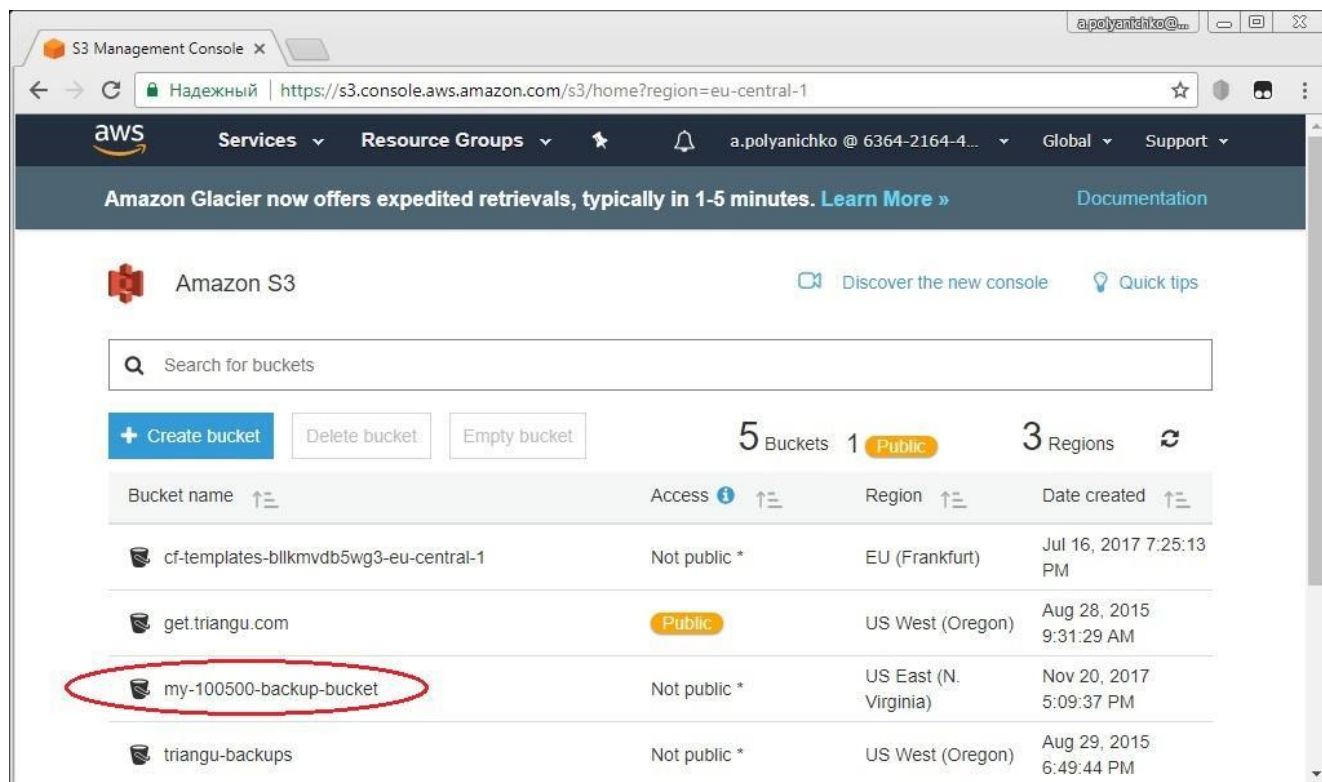 a.polyanichko@...
S3 Management Console
Надежный | https://s3.console.aws.amazon.com/s3/home?region=eu-central-1
aws Services Resource Groups a.polyanichko @ 6364-2164-4... Global Support
Amazon Glacier now offers expedited retrievals, typically in 1-5 minutes. Learn More » Documentation
Amazon S3 Discover the new console Quick tips
Search for buckets
+ Create bucket Delete bucket Empty bucket 5 Buckets 1 Public 3 Regions
Bucket name Access Region Date created
cf-templates-bllkmvdb5wg3-eu-central-1 Not public * EU (Frankfurt) Jul 16, 2017 7:25:13
PM
get.triangu.com Public US West (Oregon) Aug 28, 2015
9:31:29 AM
my-100500-backup-bucket Not public * US East (N. Nov 20, 2017
Virginia) 5:09:37 PM
triangu-backups Not public * US West (Oregon) Aug 29, 2015
6:49:44 PM